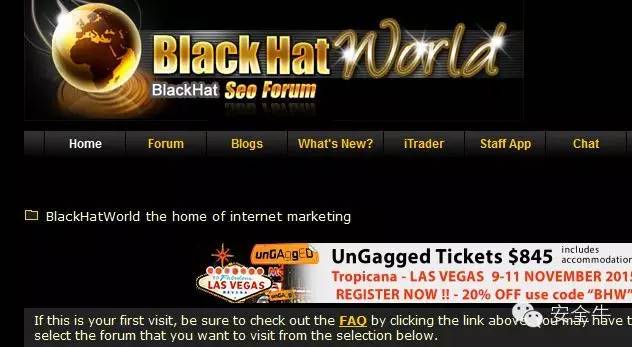 Black Hat World
BlackHat Seo Forum
Home Forum Blogs What's New? iTrader Staff App Chat
BlackHatWorld the home of internet marketing
unGAggED UnGagged Tickets $845 includes
accommodation
LAS VEGAS Tropicana - LAS VEGAS 9-11 NOVEMBER 2015
REGISTER NOW !! - 20% OFF use code "BHW"
安全牛
If this is your first visit, be sure to check out the FAQ by clicking the link above. you may have t
select the forum that you want to visit from the selection below.